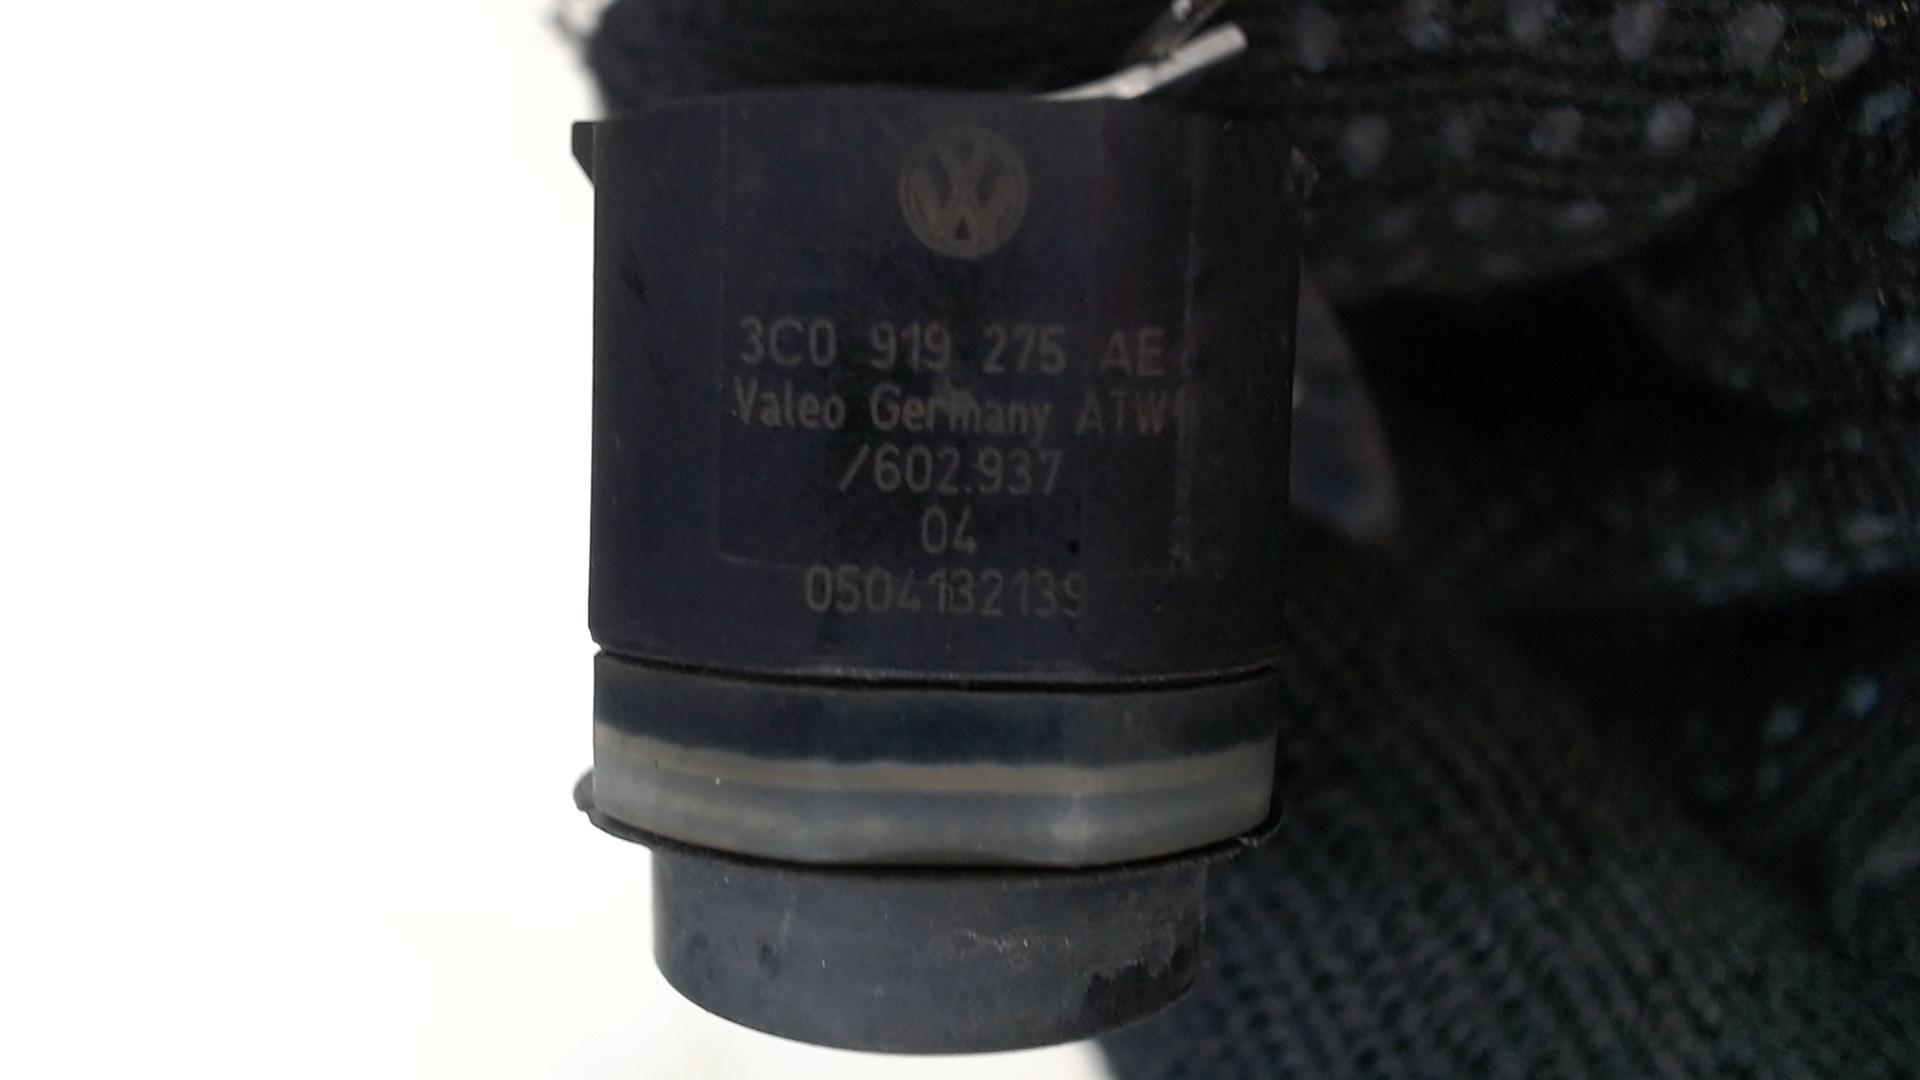 3C0 919 275 AE
Valeo Germany ATW
/602.937
04
0504132139